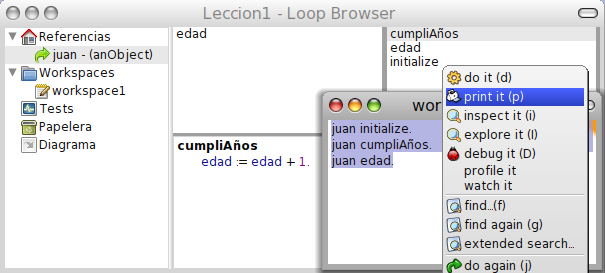 Leccion1 - Loop Browser
Referencias
juan - (anObject)
Workspaces
workspace1
Tests
Papelera
Diagrama
edad
cumpliAños
edad
initialize
cumpliAños
edad := edad + 1.
juan initialize.
juan cumpliAños.
juan edad.
do it (d)
print it (p)
inspect it (i)
explore it (I)
debug it (D)
profile it
watch it
find...(f)
find again (g)
extended search...
do again (j)